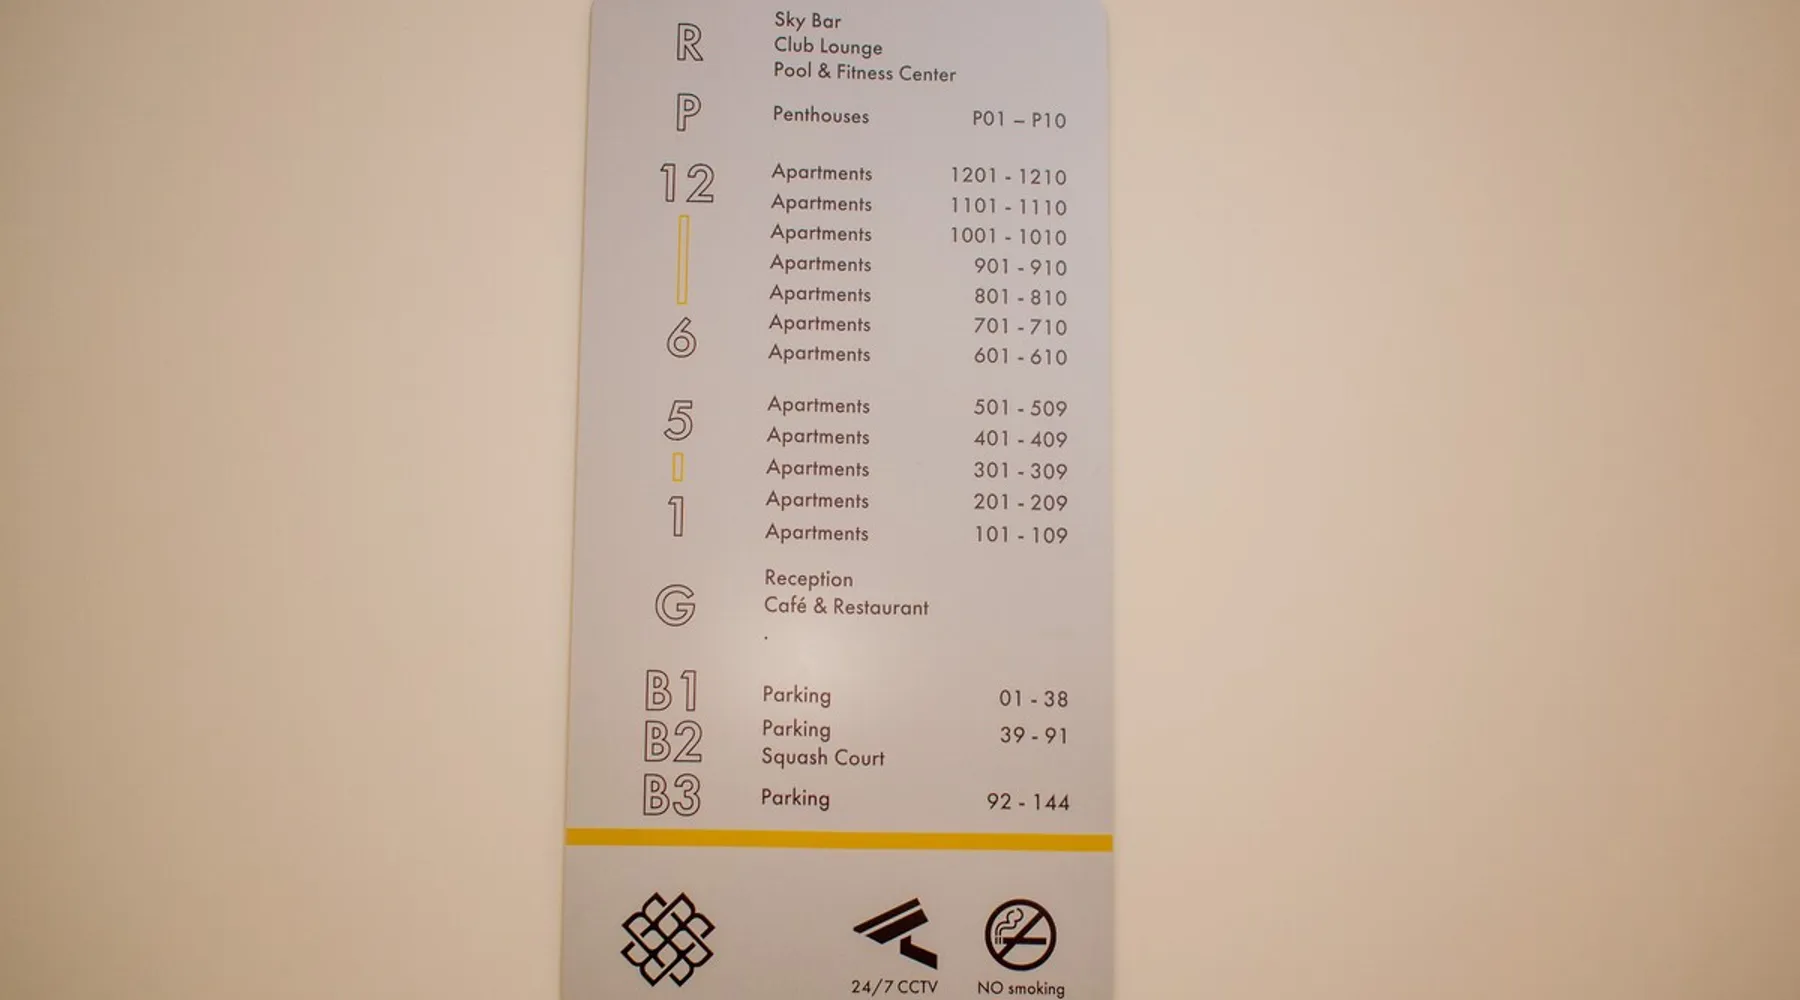 R Sky Bar
Club Lounge
Pool & Fitness Center
P Penthouses P01 – P10
12 Apartments 1201 - 1210
Apartments 1101 - 1110
Apartments 1001 - 1010
Apartments 901 - 910
Apartments 801 - 810
Apartments 701 - 710
6 Apartments 601 - 610
5 Apartments 501 - 509
Apartments 401 - 409
Apartments 301 - 309
Apartments 201 - 209
1 Apartments 101 - 109
Reception
G Café & Restaurant
.
B1 Parking 01 - 38
B2 Parking 39 - 91
Squash Court
B3 Parking 92 - 144
24/7 CCTV NO smoking